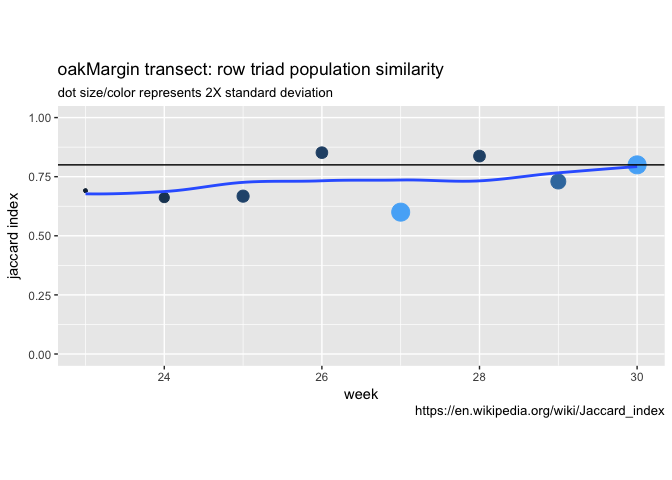 oakMargin transect: row triad population similarity
dot size/color represents 2X standard deviation
1.00
0.75
0.50
0.25
0.00
jaccard index
24
26
28
30
week
https://en.wikipedia.org/wiki/Jaccard_index